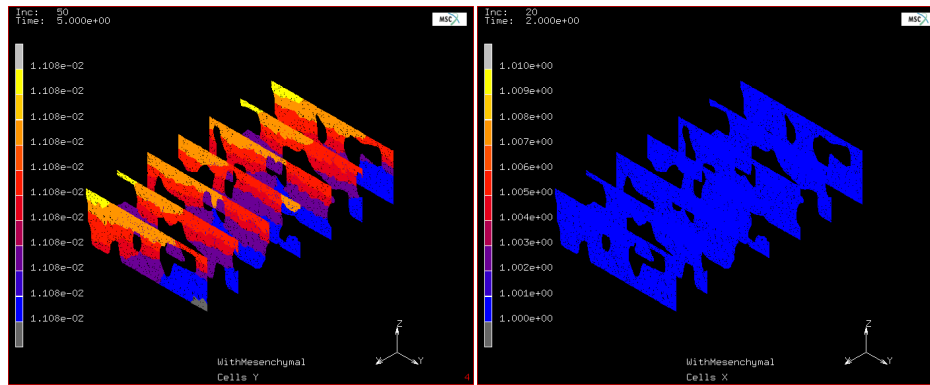 Inc: 50
Time: 5.000e+00
MSC
1.108e-02
1.108e-02
1.108e-02
1.108e-02
1.108e-02
1.108e-02
1.108e-02
1.108e-02
1.108e-02
1.108e-02
1.108e-02
Z
X Y
WithMesenchymal
Cells Y
4
Inc: 20
Time: 2.000e+00
MSC
1.010e+00
1.009e+00
1.008e+00
1.007e+00
1.006e+00
1.005e+00
1.004e+00
1.003e+00
1.002e+00
1.001e+00
1.000e+00
Z
X Y
WithMesenchymal
Cells X